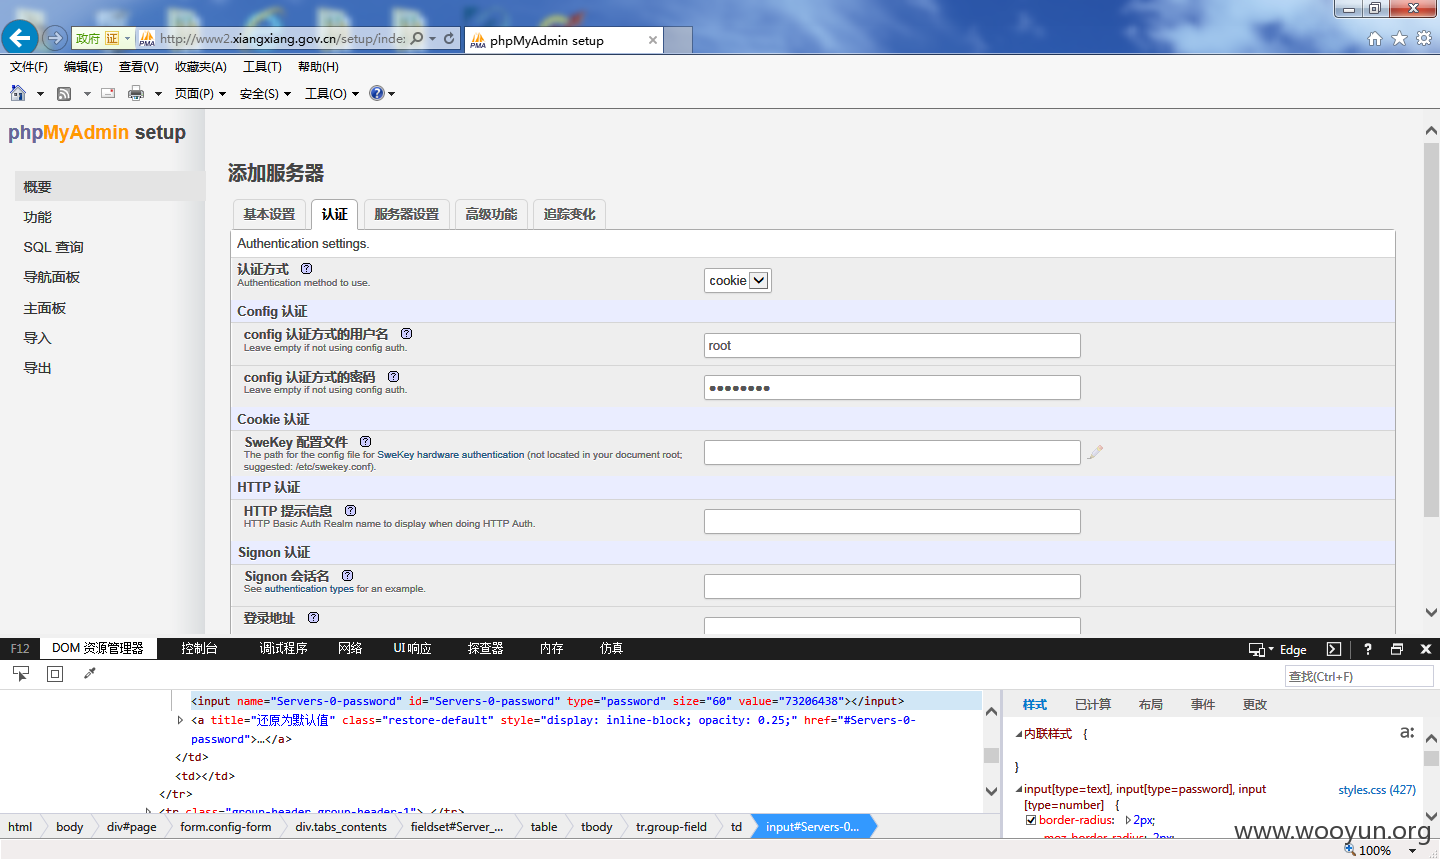 政府 证 http://www2.xiangxiang.gov.cn/setup/inde: phpMyAdmin setup
文件(F) 编辑(E) 查看(V) 收藏夹(A) 工具(T) 帮助(H)
页面(P) 安全(S) 工具(O)
phpMyAdmin setup
概要
功能
SQL 查询
导航面板
主面板
导入
导出
添加服务器
基本设置 认证 服务器设置 高级功能 追踪变化
Authentication settings.
认证方式
Authentication method to use.
cookie
Config 认证
config 认证方式的用户名
Leave empty if not using config auth.
root
config 认证方式的密码
Leave empty if not using config auth.
••••••••
Cookie 认证
SweKey 配置文件
The path for the config file for SweKey hardware authentication (not located in your document root;
suggested: /etc/swekey.conf).
HTTP 认证
HTTP 提示信息
HTTP Basic Auth Realm name to display when doing HTTP Auth.
Signon 认证
Signon 会话名
See authentication types for an example.
登录地址
F12 DOM 资源管理器 控制台 调试程序 网络 UI 响应 探查器 内存 仿真 Edge
查找(Ctrl+F)
<input name="Servers-0-password" id="Servers-0-password" type="password" size="60" value="73206438"></input>
<a title="还原为默认值" class="restore-default" style="display: inline-block; opacity: 0.25;" href="#Servers-0-
password">…</a>
</td>
<td></td>
</tr>
<tr class="group-header group-header-1"> </tr>
样式 已计算 布局 事件 更改
内联样式 {
a:
}
input[type=text], input[type=password], input
[type=number] {
styles.css (427)
border-radius: 2px;
-moz-border-radius: 2px;
html body div#page form.config-form div.tabs_contents fieldset#Server_... table tbody tr.group-field td input#Servers-0...
www.wooyun.org
100%